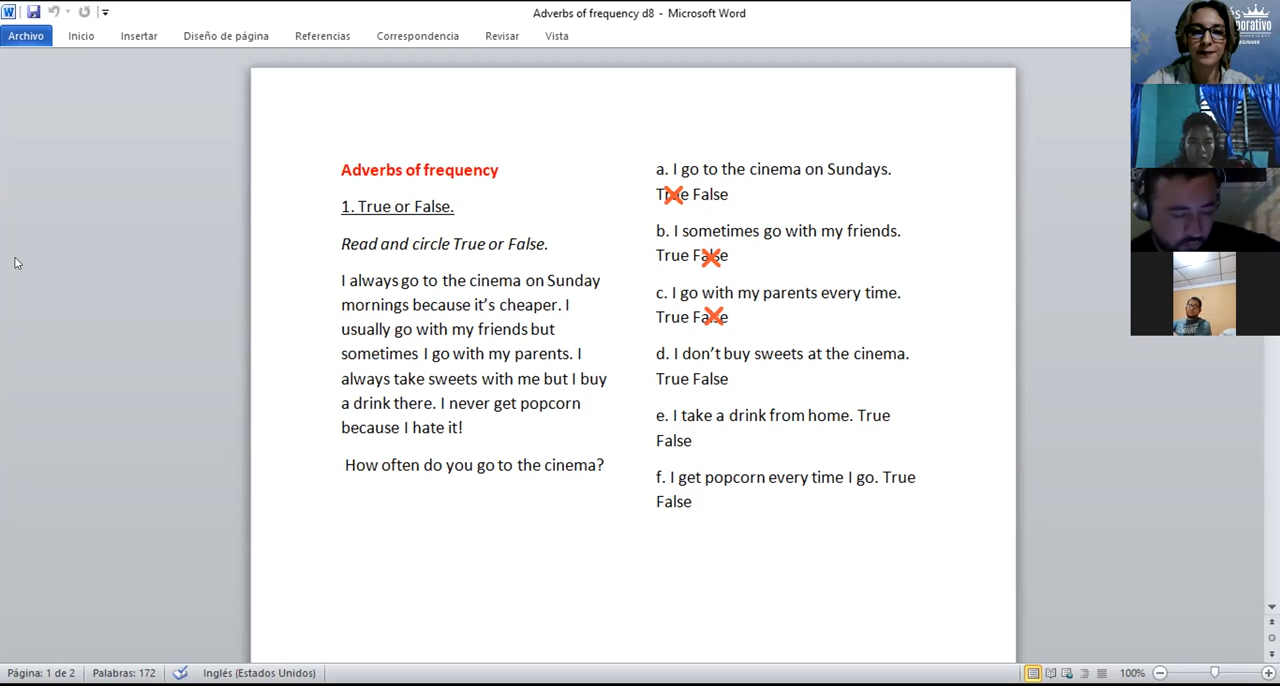 Adverbs of frequency d8 - Microsoft Word
Archivo Inicio Insertar Diseño de página Referencias Correspondencia Revisar Vista
Adverbs of frequency
1. True or False.
Read and circle True or False.
I always go to the cinema on Sunday
mornings because it's cheaper. I
usually go with my friends but
sometimes I go with my parents. I
always take sweets with me but I buy
a drink there. I never get popcorn
because I hate it!
How often do you go to the cinema?
a. I go to the cinema on Sundays.
True False
b. I sometimes go with my friends.
True False
c. I go with my parents every time.
True False
d. I don't buy sweets at the cinema.
True False
e. I take a drink from home. True
False
f. I get popcorn every time I go. True
False
Página: 1 de 2 Palabras: 172 Inglés (Estados Unidos) 100%